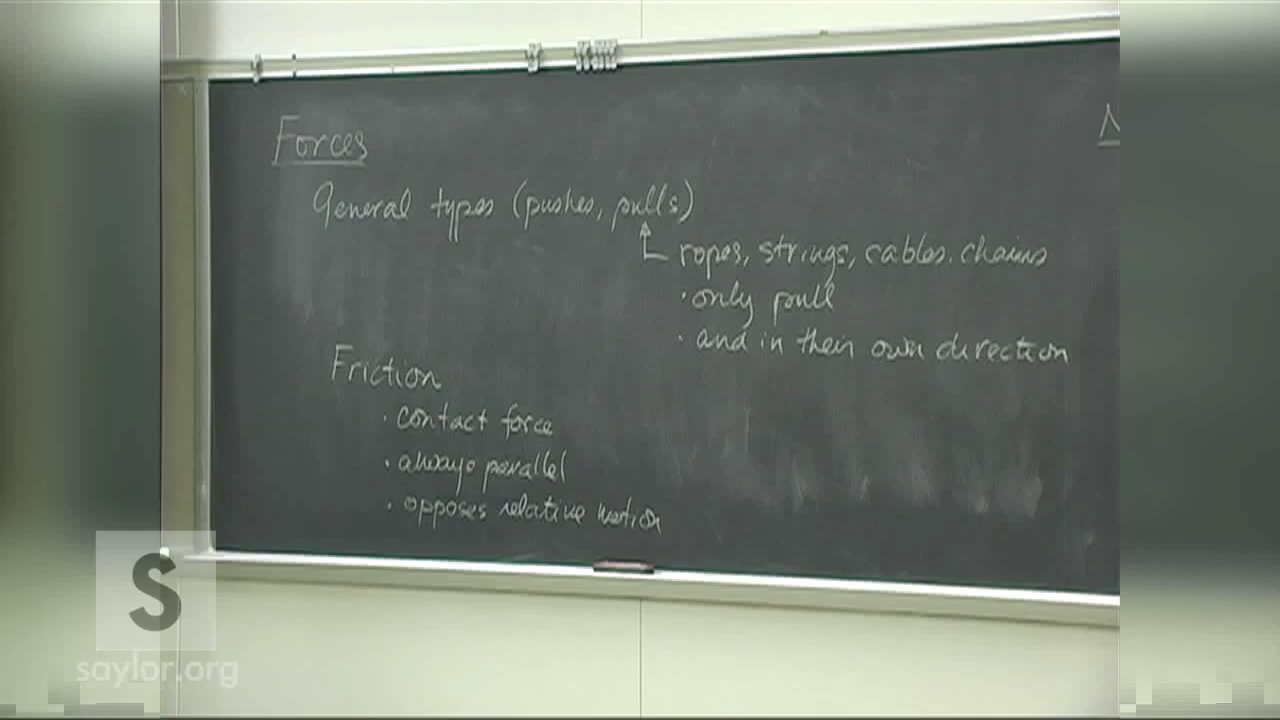 Forces
General types (pushes, pulls)
ropes, strings, cables, chains
· only pull
· and in their own direction
Friction
· contact force
· always parallel
· opposes relative motion
S
saylor.org